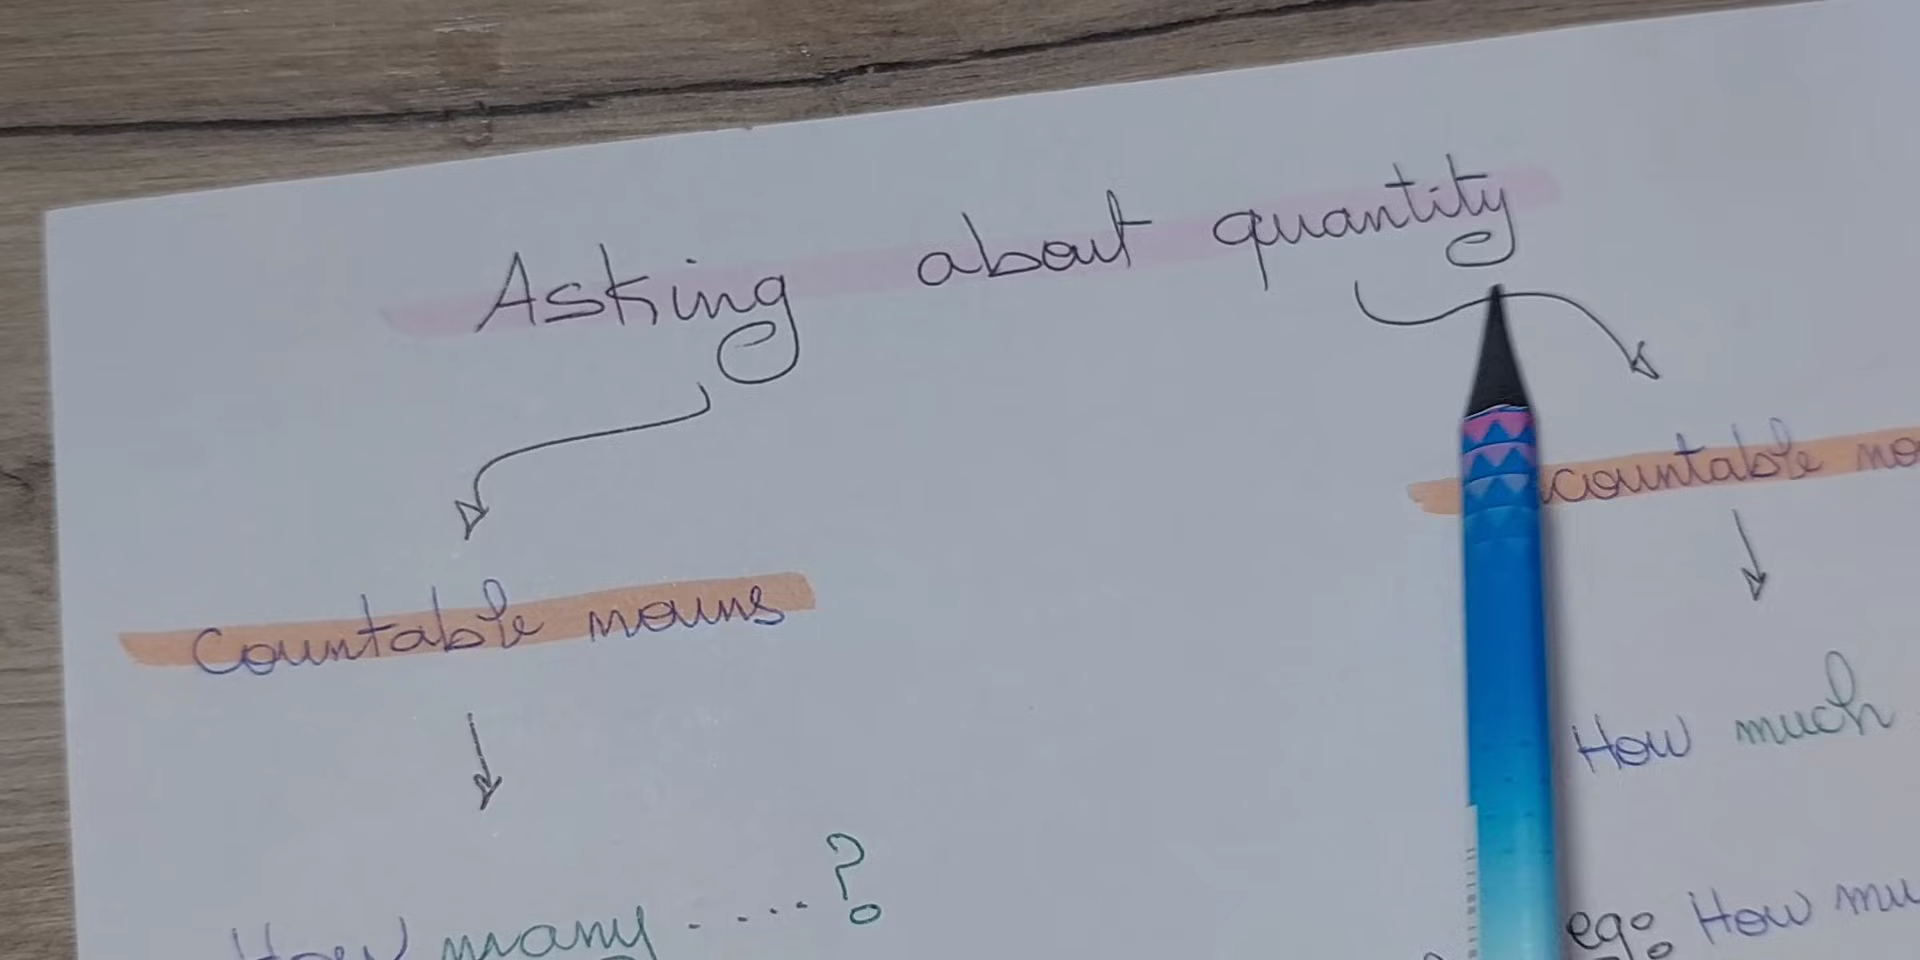 Asking about quantity
countable no
Countable nouns
How much
How many ....?
eg: How mu